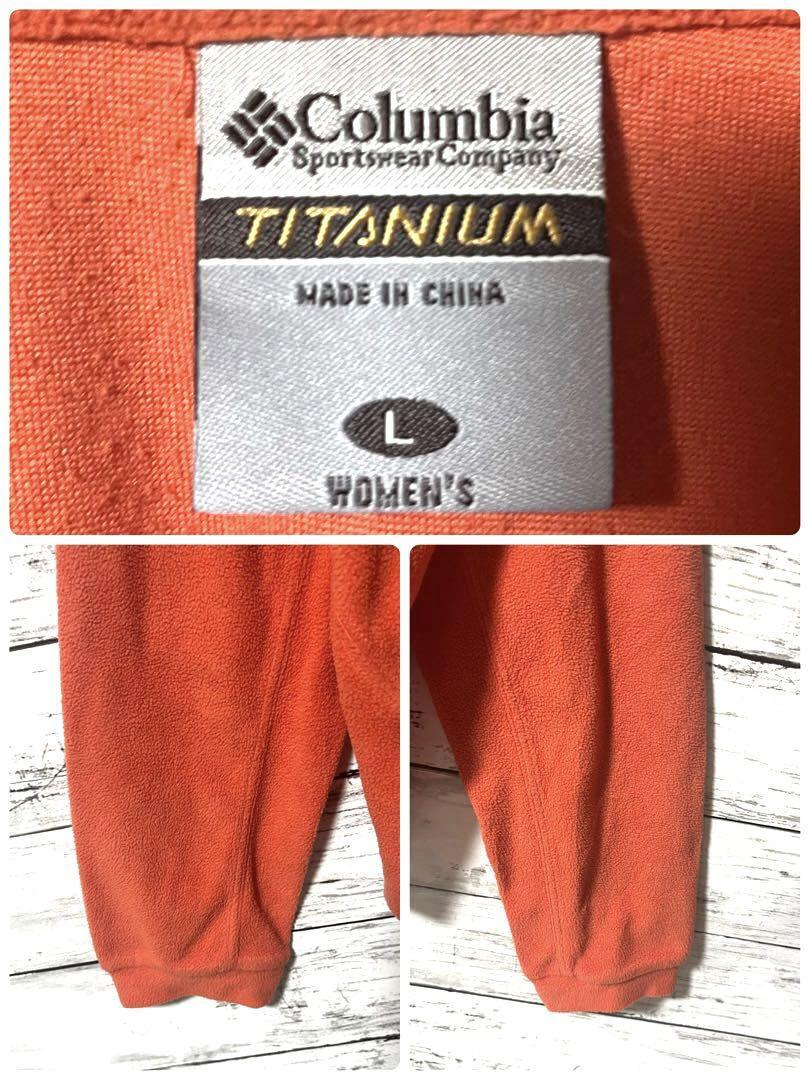 Columbia
Sportswear Company
TITANIUM
MADE IN CHINA
L
WOMEN'S